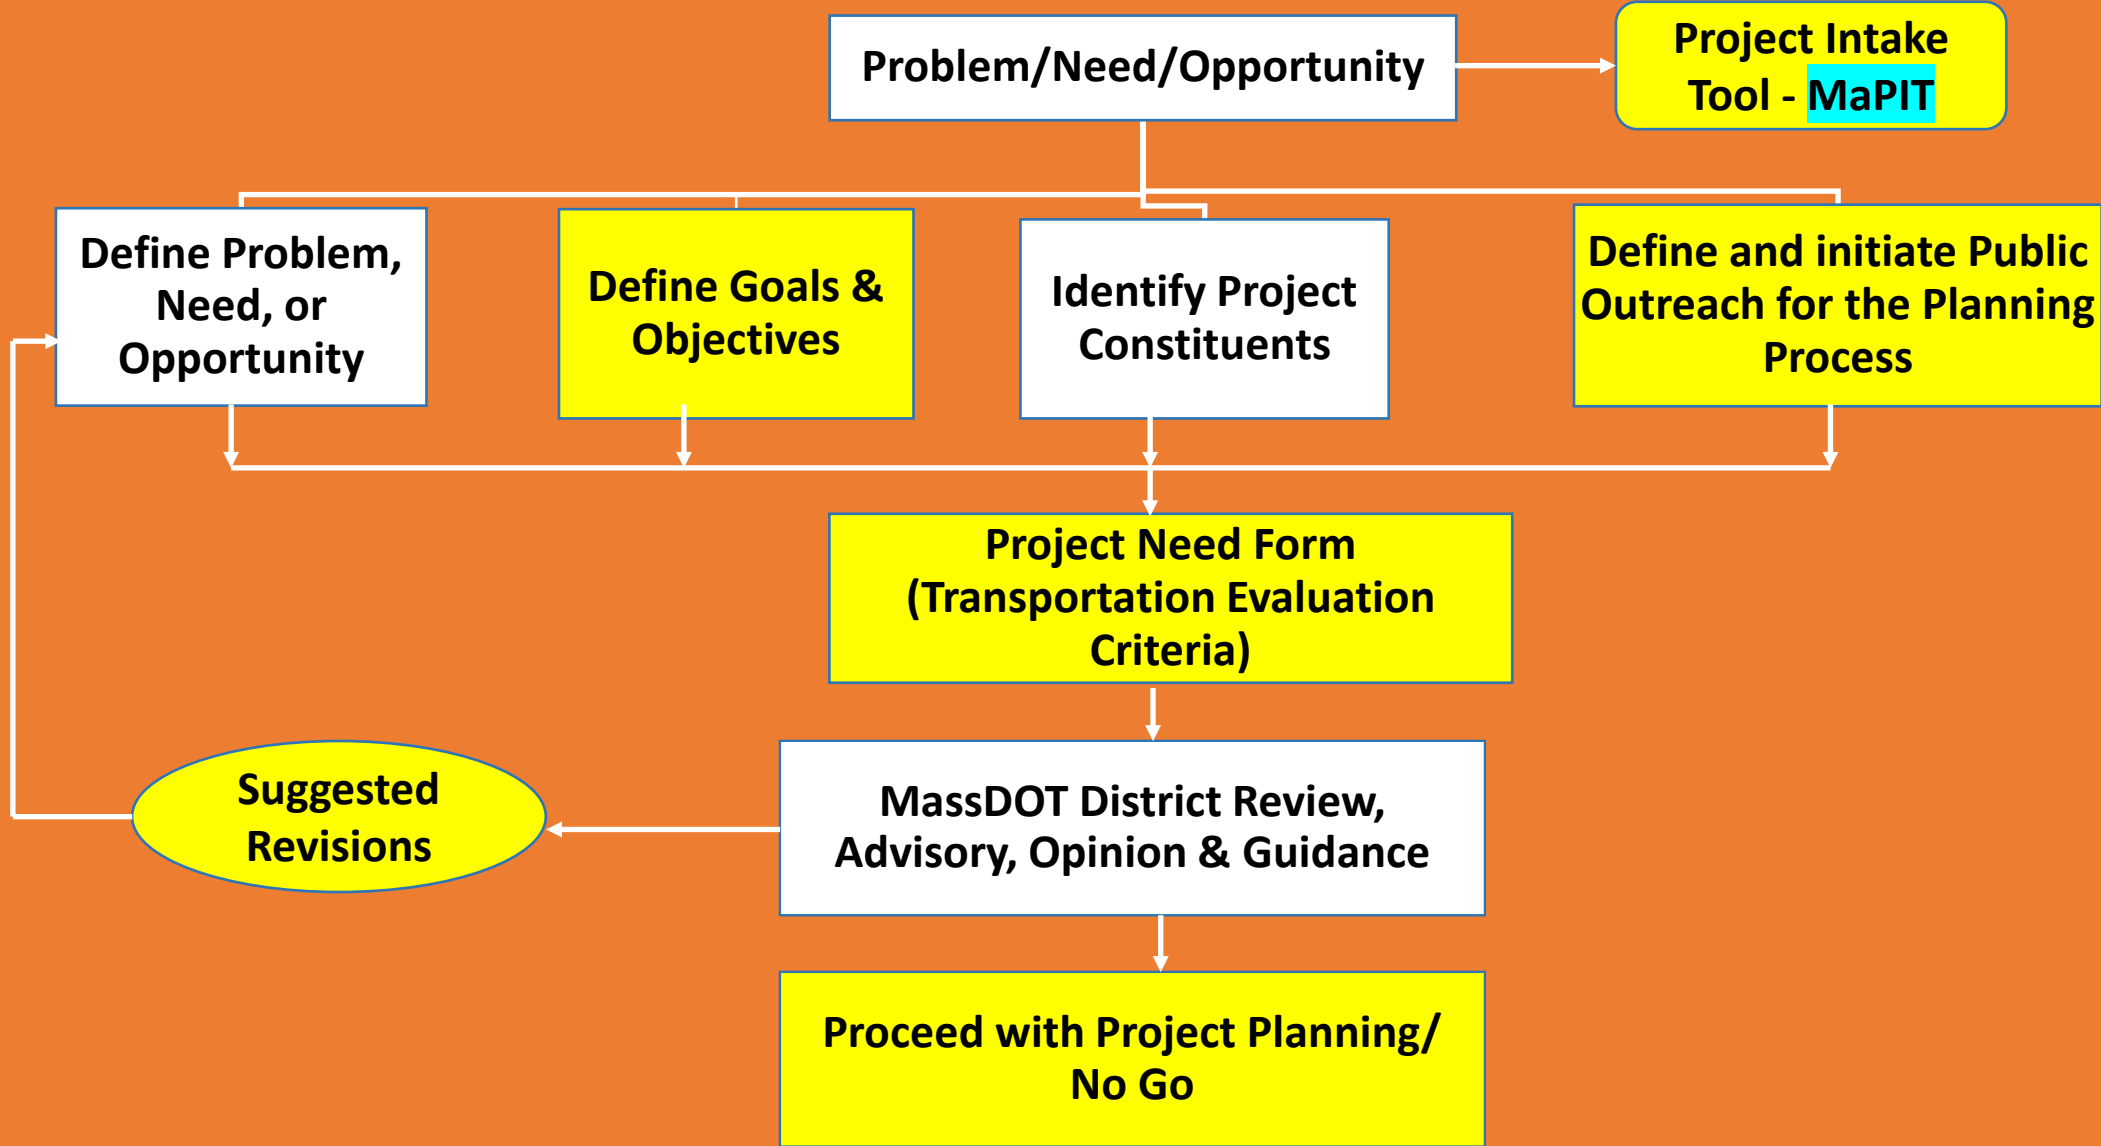 Problem/Need/Opportunity
Project Intake
Tool - MaPIT
Define Problem,
Need, or
Opportunity
Define Goals &
Objectives
Identify Project
Constituents
Define and initiate Public
Outreach for the Planning
Process
Project Need Form
(Transportation Evaluation
Criteria)
Suggested
Revisions
MassDOT District Review,
Advisory, Opinion & Guidance
Proceed with Project Planning/
No Go